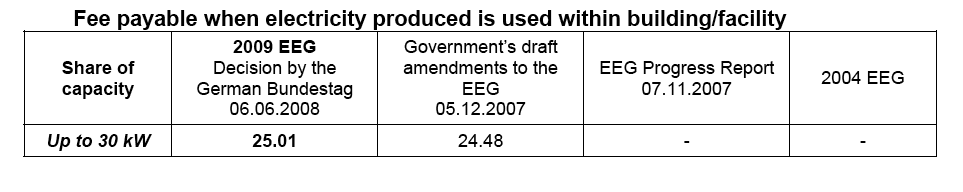 Fee payable when electricity produced is used within building/facility
Share of
capacity
2009 EEG
Decision by the
German Bundestag
06.06.2008
Government's draft
amendments to the
EEG
05.12.2007
EEG Progress Report
07.11.2007
2004 EEG
Up to 30 kW
25.01
24.48
-
-